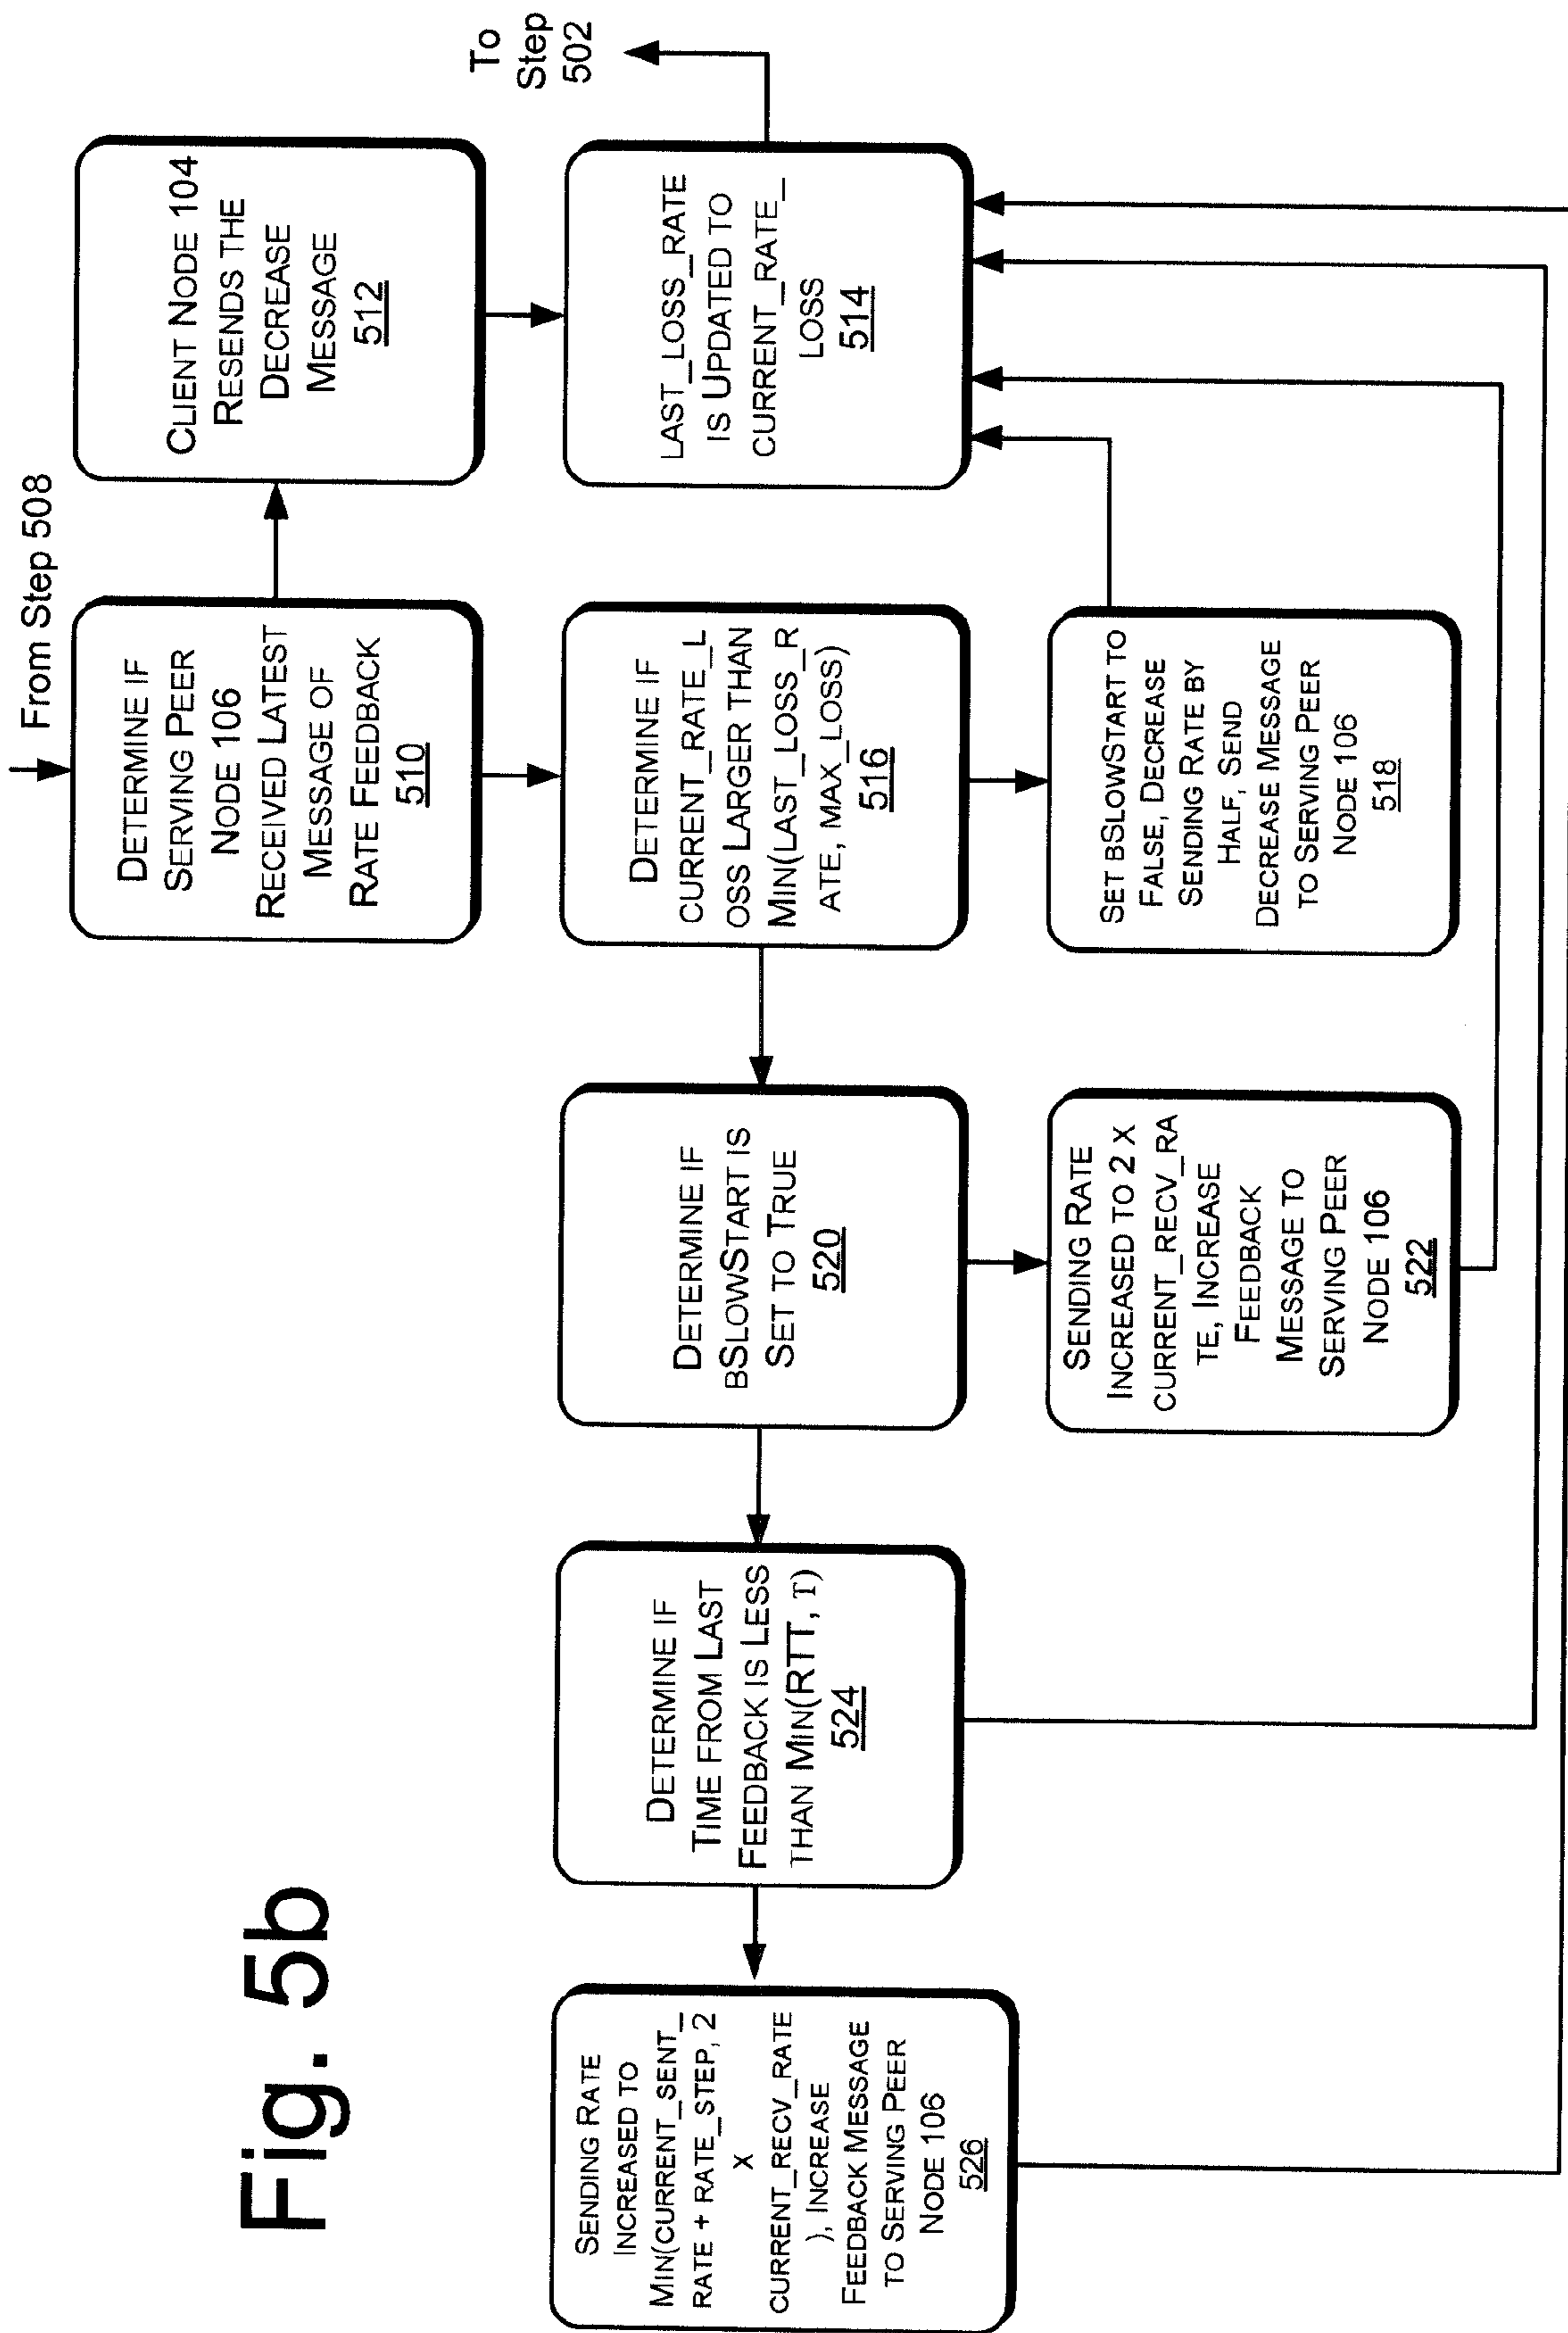 From Step 508
DETERMINE IF
SERVING PEER
NODE 106
RECEIVED LATEST
MESSAGE OF
RATE FEEDBACK
510
CLIENT NODE 104
RESENDS THE
DECREASE
MESSAGE
512
To
Step
502
DETERMINE IF
CURRENT_RATE_L
OSS LARGER THAN
MIN(LAST_LOSS_R
ATE, MAX_LOSS)
516
LAST_LOSS_RATE
IS UPDATED TO
CURRENT_RATE_
LOSS
514
SET BSLOWSTART TO
FALSE, DECREASE
SENDING RATE BY
HALF, SEND
DECREASE MESSAGE
TO SERVING PEER
NODE 106
518
DETERMINE IF
BSLOWSTART IS
SET TO TRUE
520
SENDING RATE
INCREASED TO 2 X
CURRENT_RECV_RA
TE, INCREASE
FEEDBACK
MESSAGE TO
SERVING PEER
NODE 106
522
DETERMINE IF
TIME FROM LAST
FEEDBACK IS LESS
THAN MIN(RTT, T)
524
SENDING RATE
INCREASED TO
MIN(CURRENT_SENT_
RATE + RATE_STEP, 2
X
CURRENT_RECV_RATE
), INCREASE
FEEDBACK MESSAGE
TO SERVING PEER
NODE 106
526
Fig. 5b